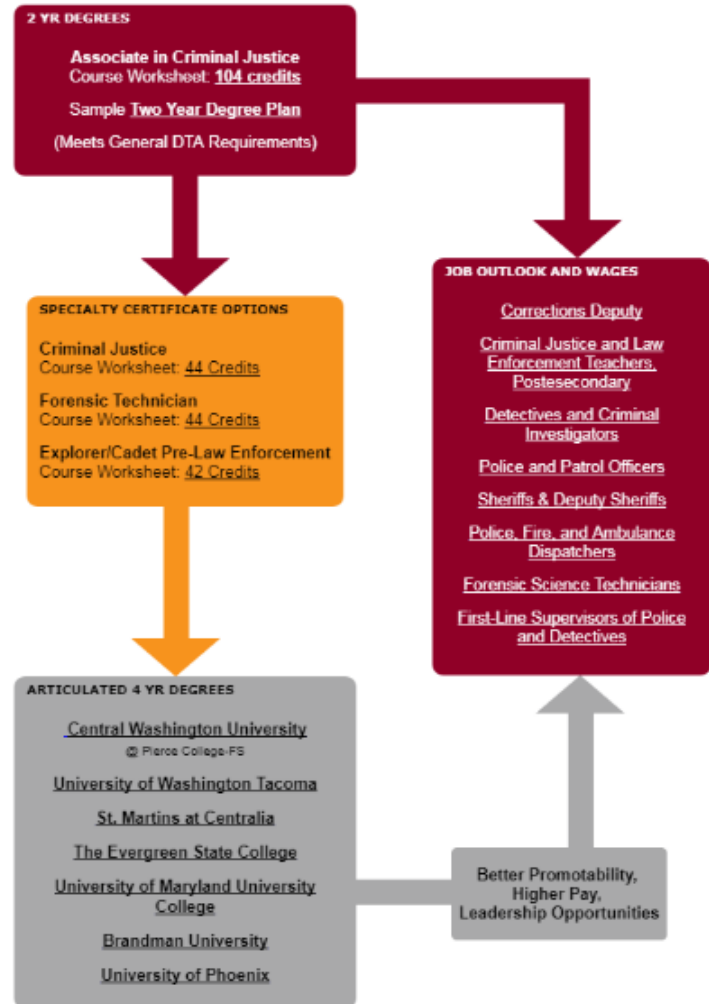 2 YR DEGREES
Associate in Criminal Justice
Course Worksheet: 104 credits
Sample Two Year Degree Plan
(Meets General DTA Requirements)
SPECIALTY CERTIFICATE OPTIONS
Criminal Justice
Course Worksheet: 44 Credits
Forensic Technician
Course Worksheet: 44 Credits
Explorer/Cadet Pre-Law Enforcement
Course Worksheet: 42 Credits
JOB OUTLOOK AND WAGES
Corrections Deputy
Criminal Justice and Law
Enforcement Teachers,
Postesecondary
Detectives and Criminal
Investigators
Police and Patrol Officers
Sheriffs & Deputy Sheriffs
Police, Fire, and Ambulance
Dispatchers
Forensic Science Technicians
First-Line Supervisors of Police
and Detectives
ARTICULATED 4 YR DEGREES
Central Washington University
@ Pierce College-FS
University of Washington Tacoma
St. Martins at Centralia
The Evergreen State College
University of Maryland University
College
Brandman University
University of Phoenix
Better Promotability,
Higher Pay,
Leadership Opportunities